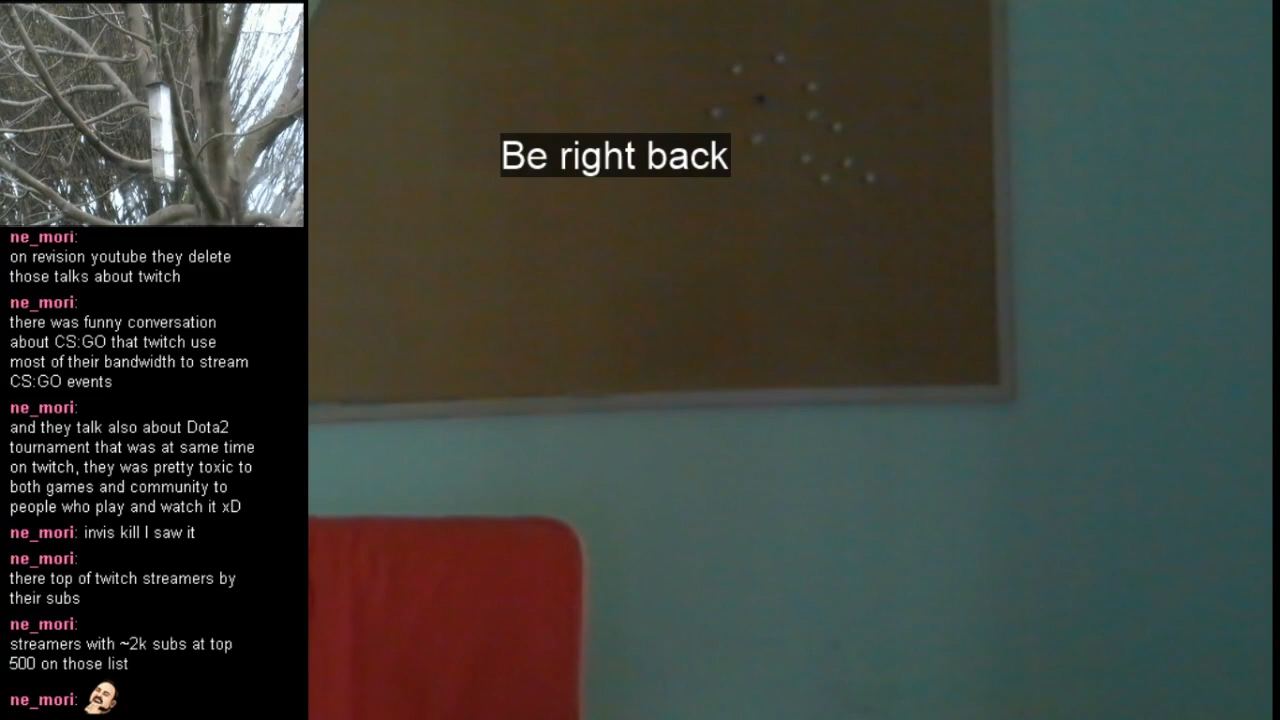 Be right back
ne_mori:
on revision youtube they delete
those talks about twitch
ne_mori:
there was funny conversation
about CS:GO that twitch use
most of their bandwidth to stream
CS:GO events
ne_mori:
and they talk also about Dota2
tournament that was at same time
on twitch, they was pretty toxic to
both games and community to
people who play and watch it xD
ne_mori: invis kill I saw it
ne_mori:
there top of twitch streamers by
their subs
ne_mori:
streamers with ~2k subs at top
500 on those list
ne_mori: